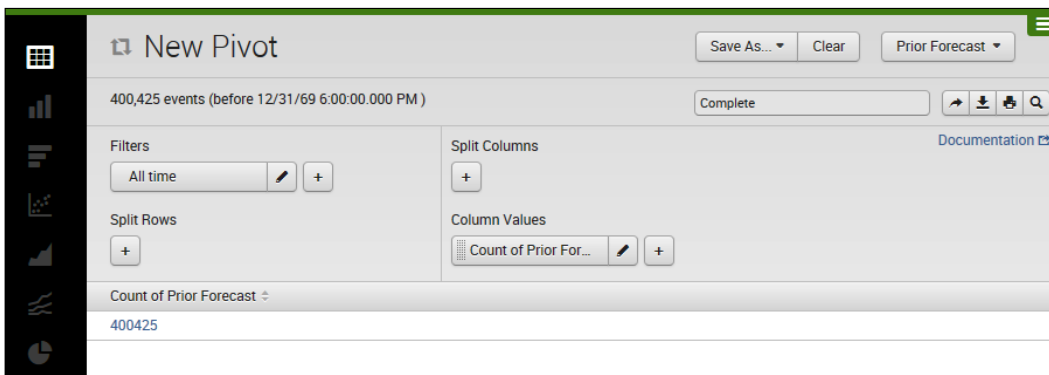 New Pivot
Save As...
Clear
Prior Forecast
400,425 events (before 12/31/69 6:00:00.000 PM )
Complete
Documentation
Filters
All time
+
Split Columns
+
Split Rows
+
Column Values
Count of Prior For...
+
Count of Prior Forecast
400425